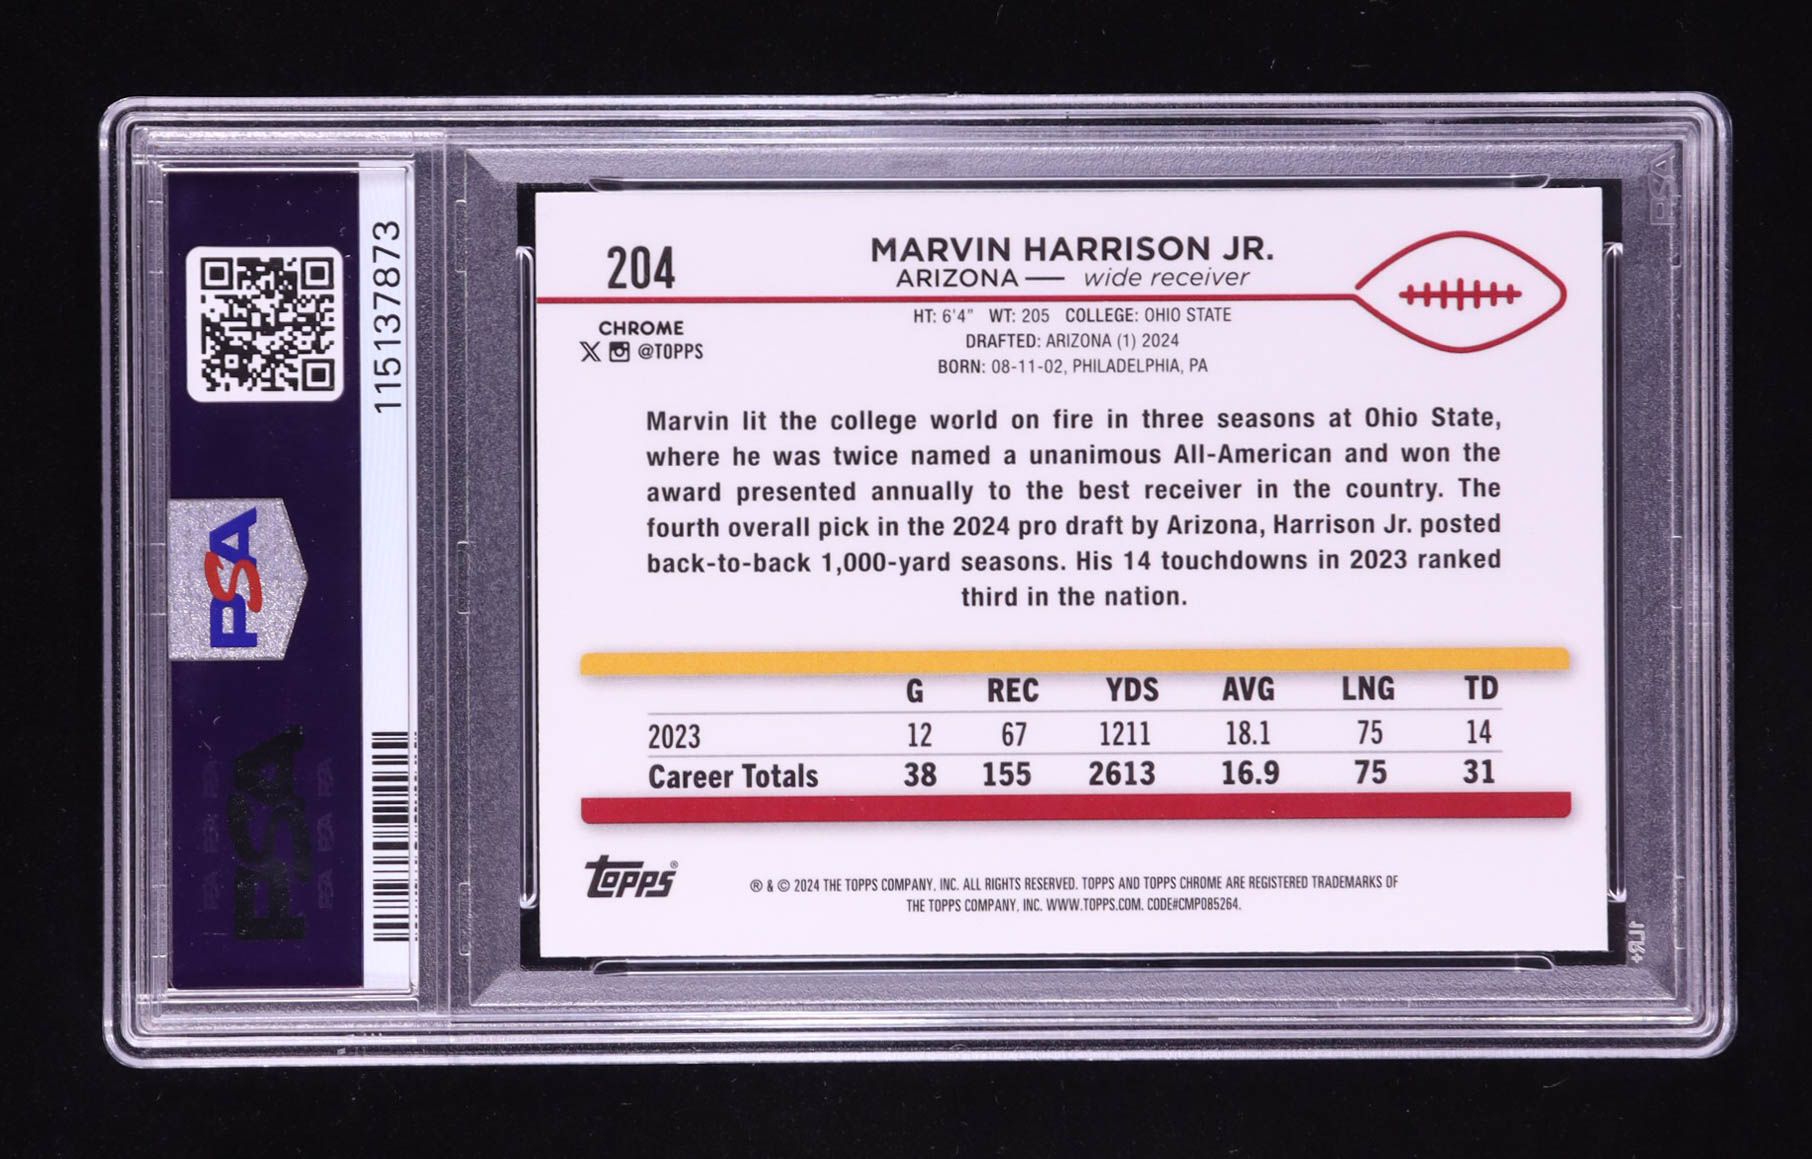 115137873
PSA
PSA
204
MARVIN HARRISON JR.
ARIZONA — wide receiver
CHROME
@TOPPS
HT: 6'4" WT: 205 COLLEGE: OHIO STATE
DRAFTED: ARIZONA (1) 2024
BORN: 08-11-02, PHILADELPHIA, PA
Marvin lit the college world on fire in three seasons at Ohio State,
where he was twice named a unanimous All-American and won the
award presented annually to the best receiver in the country. The
fourth overall pick in the 2024 pro draft by Arizona, Harrison Jr. posted
back-to-back 1,000-yard seasons. His 14 touchdowns in 2023 ranked
third in the nation.
G REC YDS AVG LNG TD
2023 12 67 1211 18.1 75 14
Career Totals 38 155 2613 16.9 75 31
topps®
® & © 2024 THE TOPPS COMPANY, INC. ALL RIGHTS RESERVED. TOPPS AND TOPPS CHROME ARE REGISTERED TRADEMARKS OF
THE TOPPS COMPANY, INC. WWW.TOPPS.COM. CODE#CMP085264.
PSA